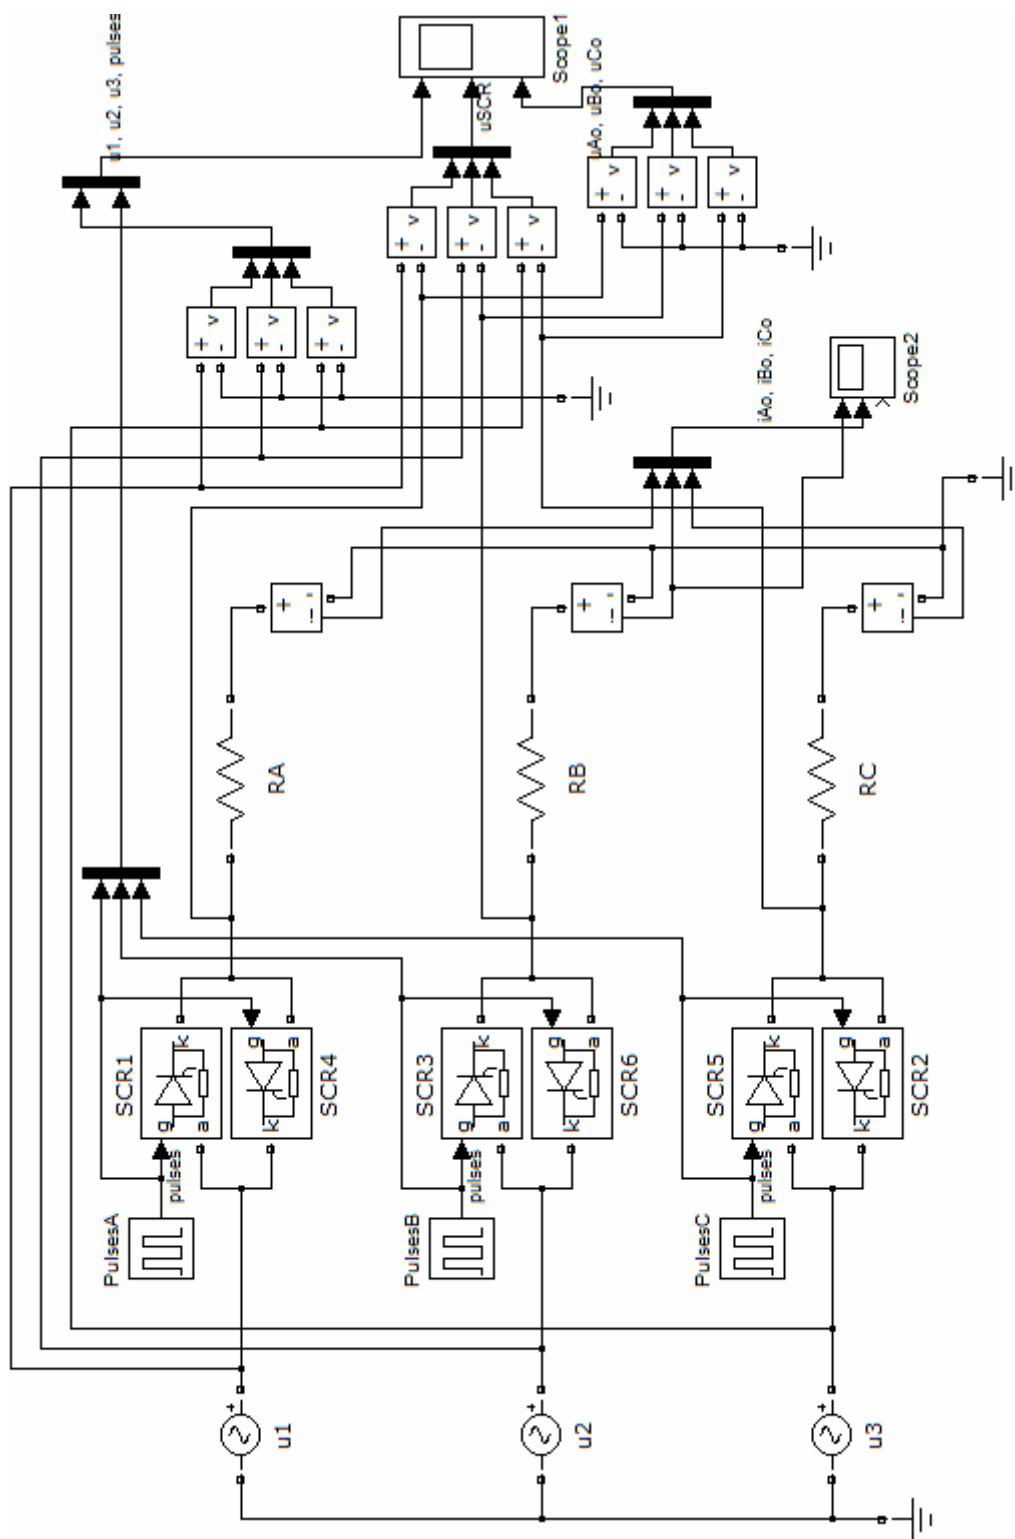 u1, u2, u3, pulses
Scope1
uSCR
uAo, uBo, uCo
+ v -
+ v -
+ v -
+ v -
+ v -
+ v -
+ v -
+ v -
+ v -
iAo, iBo, iCo
Scope2
+ i -
+ i -
+ i -
RA
RB
RC
SCR1
g
a
k
SCR4
g
a
k
SCR3
g
a
k
SCR6
g
a
k
SCR5
g
a
k
SCR2
g
a
k
pulses
pulses
pulses
PulsesA
PulsesB
PulsesC
+
u1
+
u2
+
u3